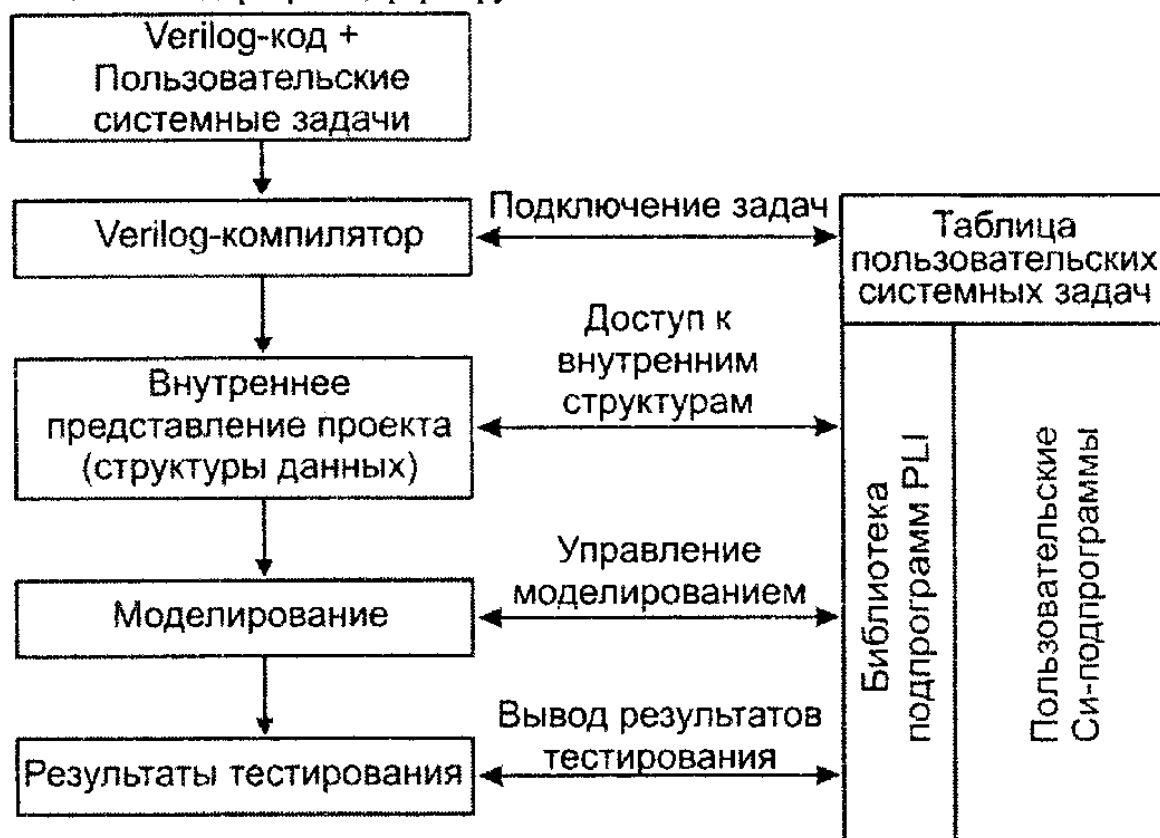 Verilog-код +
Пользовательские
системные задачи
Verilog-компилятор
Подключение задач
Таблица
пользовательских
системных задач
Доступ к
внутренним
структурам
Внутреннее
представление проекта
(структуры данных)
Управление
моделированием
Моделирование
Вывод результатов
тестирования
Результаты тестирования
Библиотека
подпрограмм PLI
Пользовательские
Си-подпрограммы